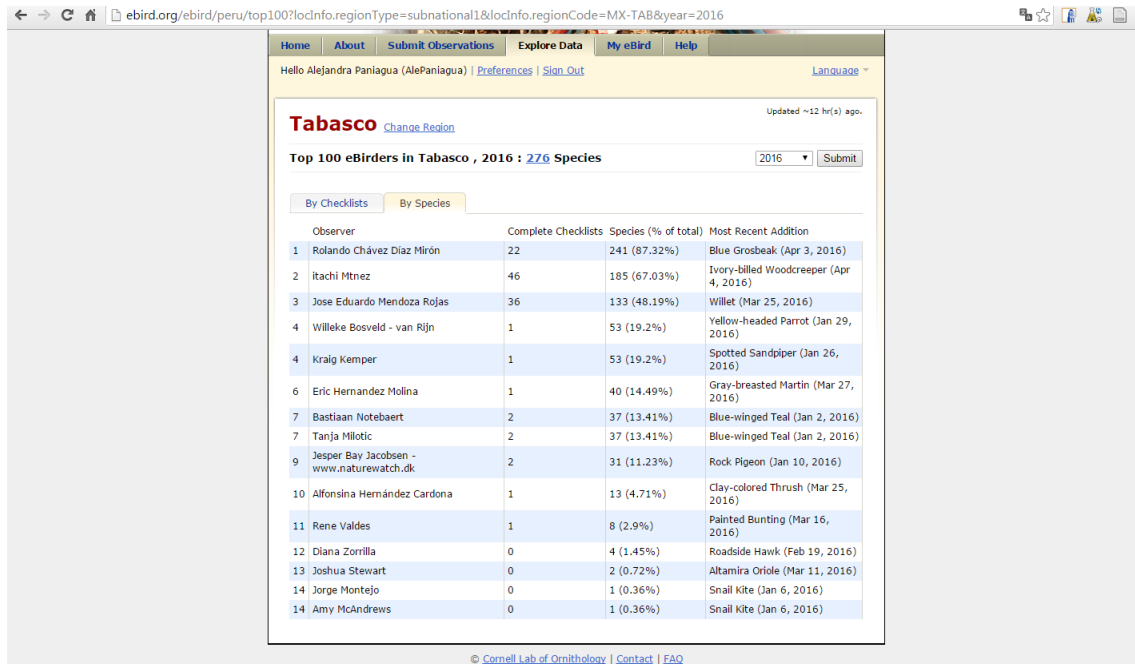 ebird.org/ebird/peru/top100?locInfo.regionType=subnational1&locInfo.regionCode=MX-TAB&year=2016
Home About Submit Observations Explore Data My eBird Help
Hello Alejandra Paniagua (AlePaniagua) | Preferences | Sign Out Language
Updated ~12 hr(s) ago.
Tabasco Change Region
Top 100 eBirders in Tabasco , 2016 : 276 Species 2016 Submit
By Checklists By Species
Observer Complete Checklists Species (% of total) Most Recent Addition
1 Rolando Chávez Díaz Mirón 22 241 (87.32%) Blue Grosbeak (Apr 3, 2016)
2 itachi Mtnez 46 185 (67.03%) Ivory-billed Woodcreeper (Apr
4, 2016)
3 Jose Eduardo Mendoza Rojas 36 133 (48.19%) Willet (Mar 25, 2016)
4 Willeke Bosveld - van Rijn 1 53 (19.2%) Yellow-headed Parrot (Jan 29,
2016)
4 Kraig Kemper 1 53 (19.2%) Spotted Sandpiper (Jan 26,
2016)
6 Eric Hernandez Molina 1 40 (14.49%) Gray-breasted Martin (Mar 27,
2016)
7 Bastiaan Notebaert 2 37 (13.41%) Blue-winged Teal (Jan 2, 2016)
7 Tanja Milotic 2 37 (13.41%) Blue-winged Teal (Jan 2, 2016)
9 Jesper Bay Jacobsen -
www.naturewatch.dk 2 31 (11.23%) Rock Pigeon (Jan 10, 2016)
10 Alfonsina Hernández Cardona 1 13 (4.71%) Clay-colored Thrush (Mar 25,
2016)
11 Rene Valdes 1 8 (2.9%) Painted Bunting (Mar 16,
2016)
12 Diana Zorrilla 0 4 (1.45%) Roadside Hawk (Feb 19, 2016)
13 Joshua Stewart 0 2 (0.72%) Altamira Oriole (Mar 11, 2016)
14 Jorge Montejo 0 1 (0.36%) Snail Kite (Jan 6, 2016)
14 Amy McAndrews 0 1 (0.36%) Snail Kite (Jan 6, 2016)
© Cornell Lab of Ornithology | Contact | FAQ